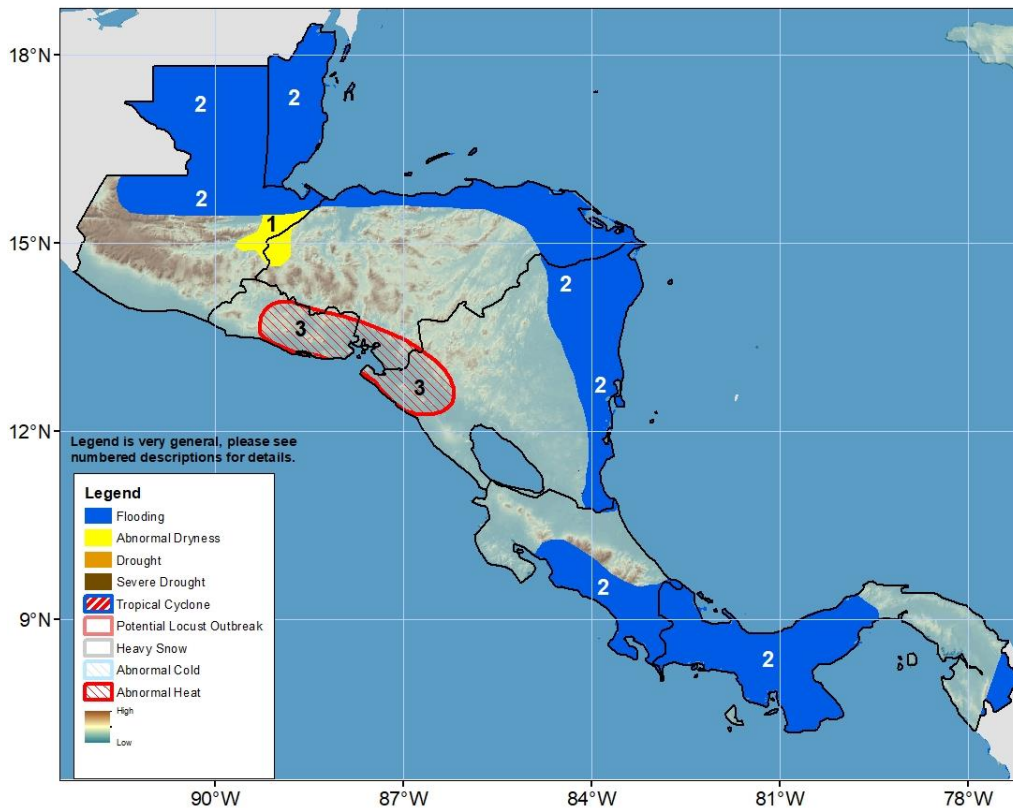 18°N
2
2
2
1
15°N
2
3
3
2
12°N
Legend is very general, please see
numbered descriptions for details.
Legend
Flooding
Abnormal Dryness
Drought
Severe Drought
Tropical Cyclone
Potential Locust Outbreak
Heavy Snow
Abnormal Cold
Abnormal Heat
High
Low
2
9°N
2
90°W
87°W
84°W
81°W
78°W